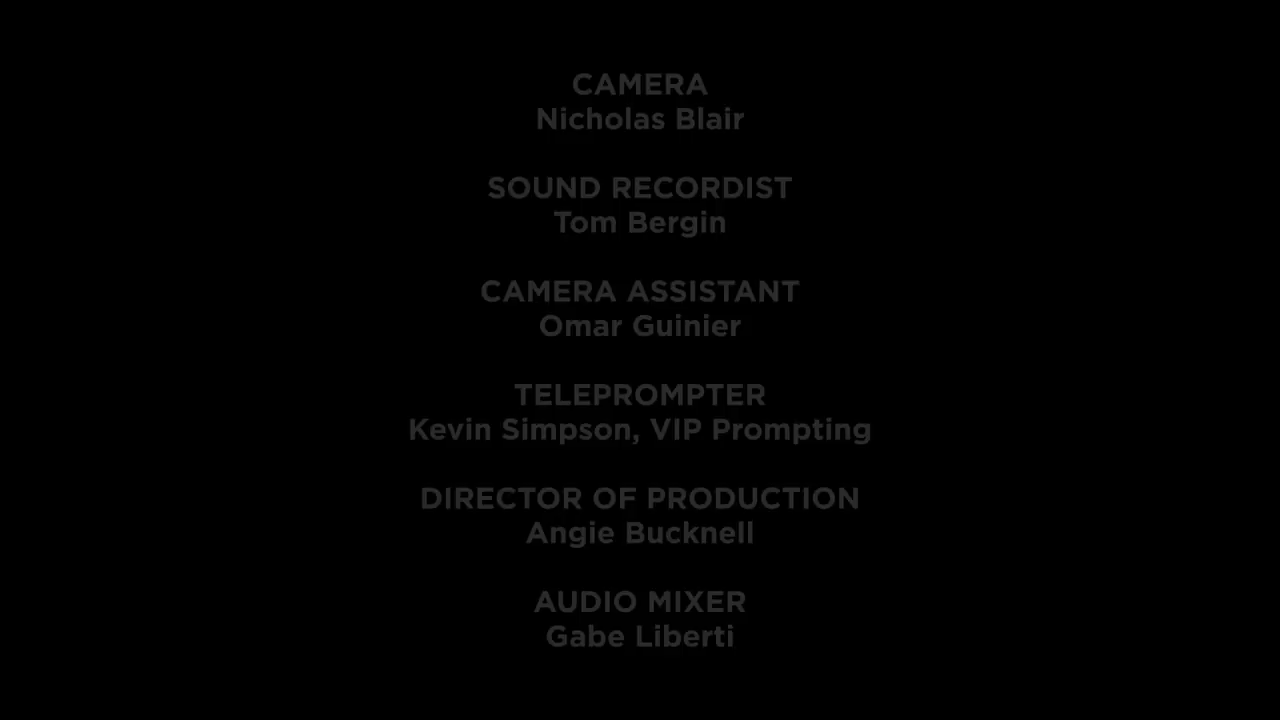 CAMERA
Nicholas Blair
SOUND RECORDIST
Tom Bergin
CAMERA ASSISTANT
Omar Guinier
TELEPROMPTER
Kevin Simpson, VIP Prompting
DIRECTOR OF PRODUCTION
Angie Bucknell
AUDIO MIXER
Gabe Liberti